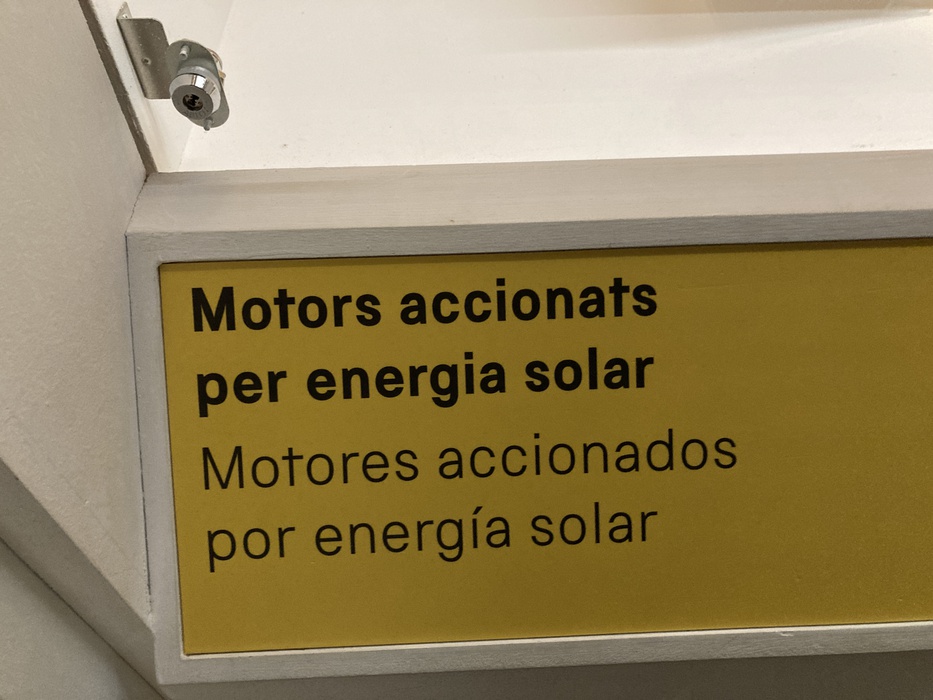 Motors accionats
per energia solar
Motores accionados
por energía solar